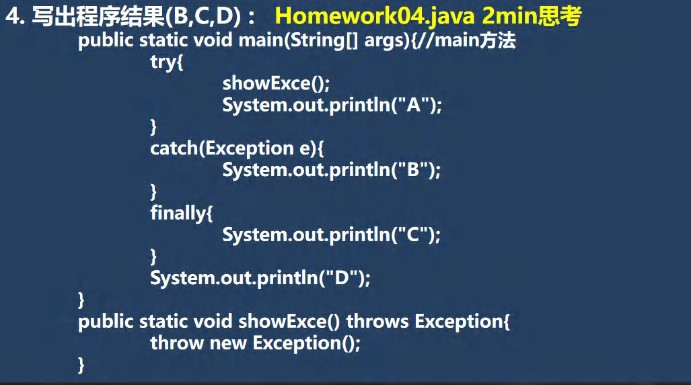 4. 写出程序结果(B,C,D)： Homework04.java 2min思考
public static void main(String[] args){//main方法
try{
showExce();
System.out.println("A");
}
catch(Exception e){
System.out.println("B");
}
finally{
System.out.println("C");
}
System.out.println("D");
}
public static void showExce() throws Exception{
throw new Exception();
}